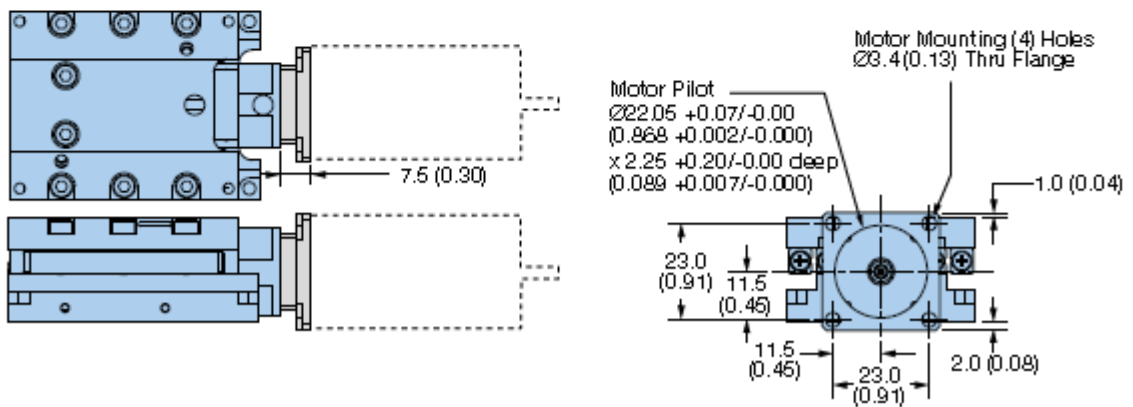 Motor Mounting (4) Holes
Ø3.4(0.13) Thru Flange
Motor Pilot
Ø22.05 +0.07/-0.00
(0.868 +0.002/-0.000)
x 2.25 +0.20/-0.00 deep
(0.089 +0.007/-0.000)
7.5 (0.30)
1.0 (0.04)
23.0
(0.91)
11.5
(0.45)
11.5
(0.45)
23.0
(0.91)
2.0 (0.08)